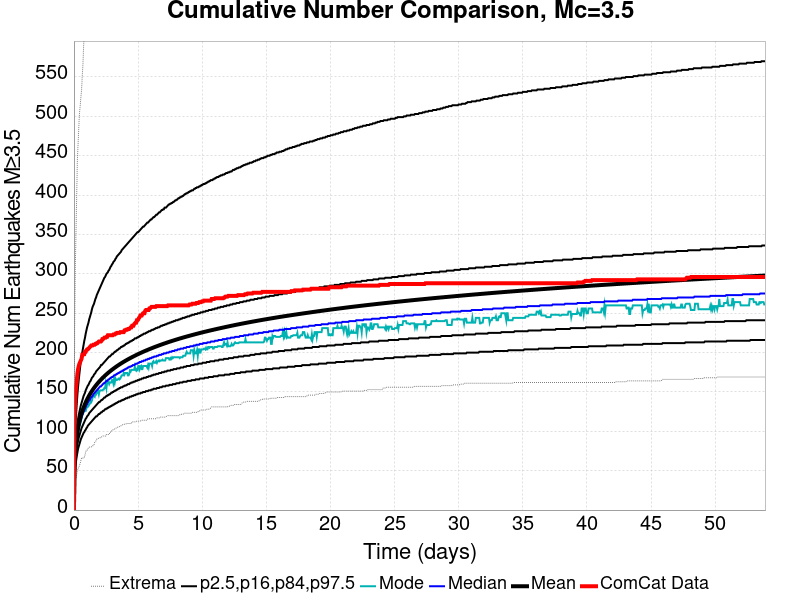 Cumulative Number Comparison, Mc=3.5
Cumulative Num Earthquakes M≥3.5
550
500
450
400
350
300
250
200
150
100
50
0
0 5 10 15 20 25 30 35 40 45 50
Time (days)
Extrema p2.5,p16,p84,p97.5 Mode Median Mean ComCat Data